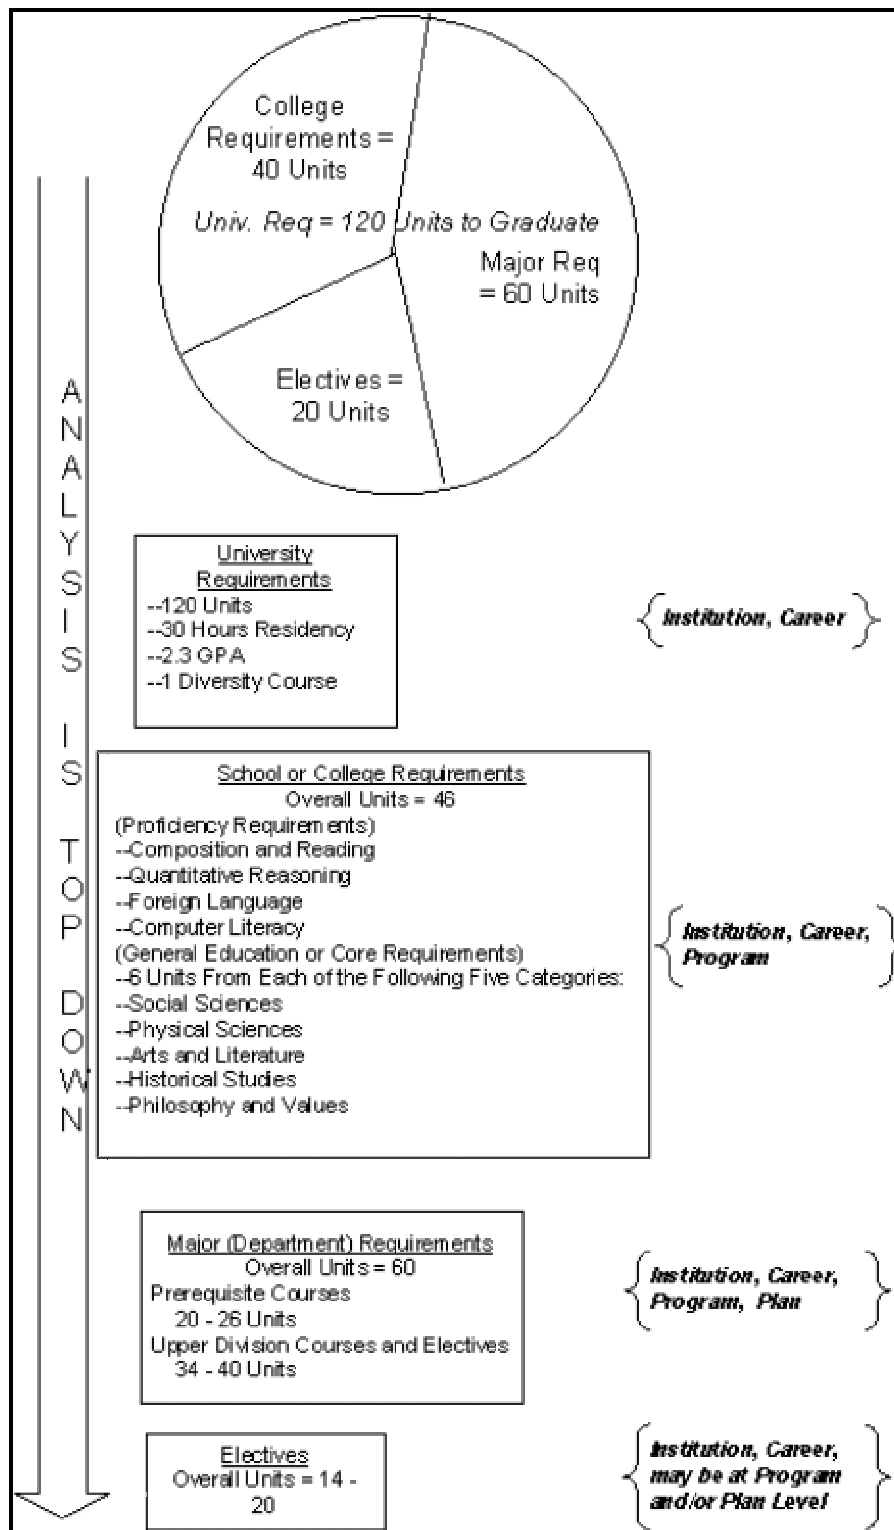 College
Requirements =
40 Units
Univ. Req = 120 Units to Graduate
Major Req
= 60 Units
Electives =
20 Units
ANALYSIS IS TOP DOWN
University
Requirements
--120 Units
--30 Hours Residency
--2.3 GPA
--1 Diversity Course
{Institution, Career}
School or College Requirements
Overall Units = 46
(Proficiency Requirements)
--Composition and Reading
--Quantitative Reasoning
--Foreign Language
--Computer Literacy
(General Education or Core Requirements)
--6 Units From Each of the Following Five Categories:
--Social Sciences
--Physical Sciences
--Arts and Literature
--Historical Studies
--Philosophy and Values
{Institution, Career,
Program}
Major (Department) Requirements
Overall Units = 60
Prerequisite Courses
20 - 26 Units
Upper Division Courses and Electives
34 - 40 Units
{Institution, Career,
Program, Plan}
Electives
Overall Units = 14 -
20
{Institution, Career,
may be at Program
and/or Plan Level}